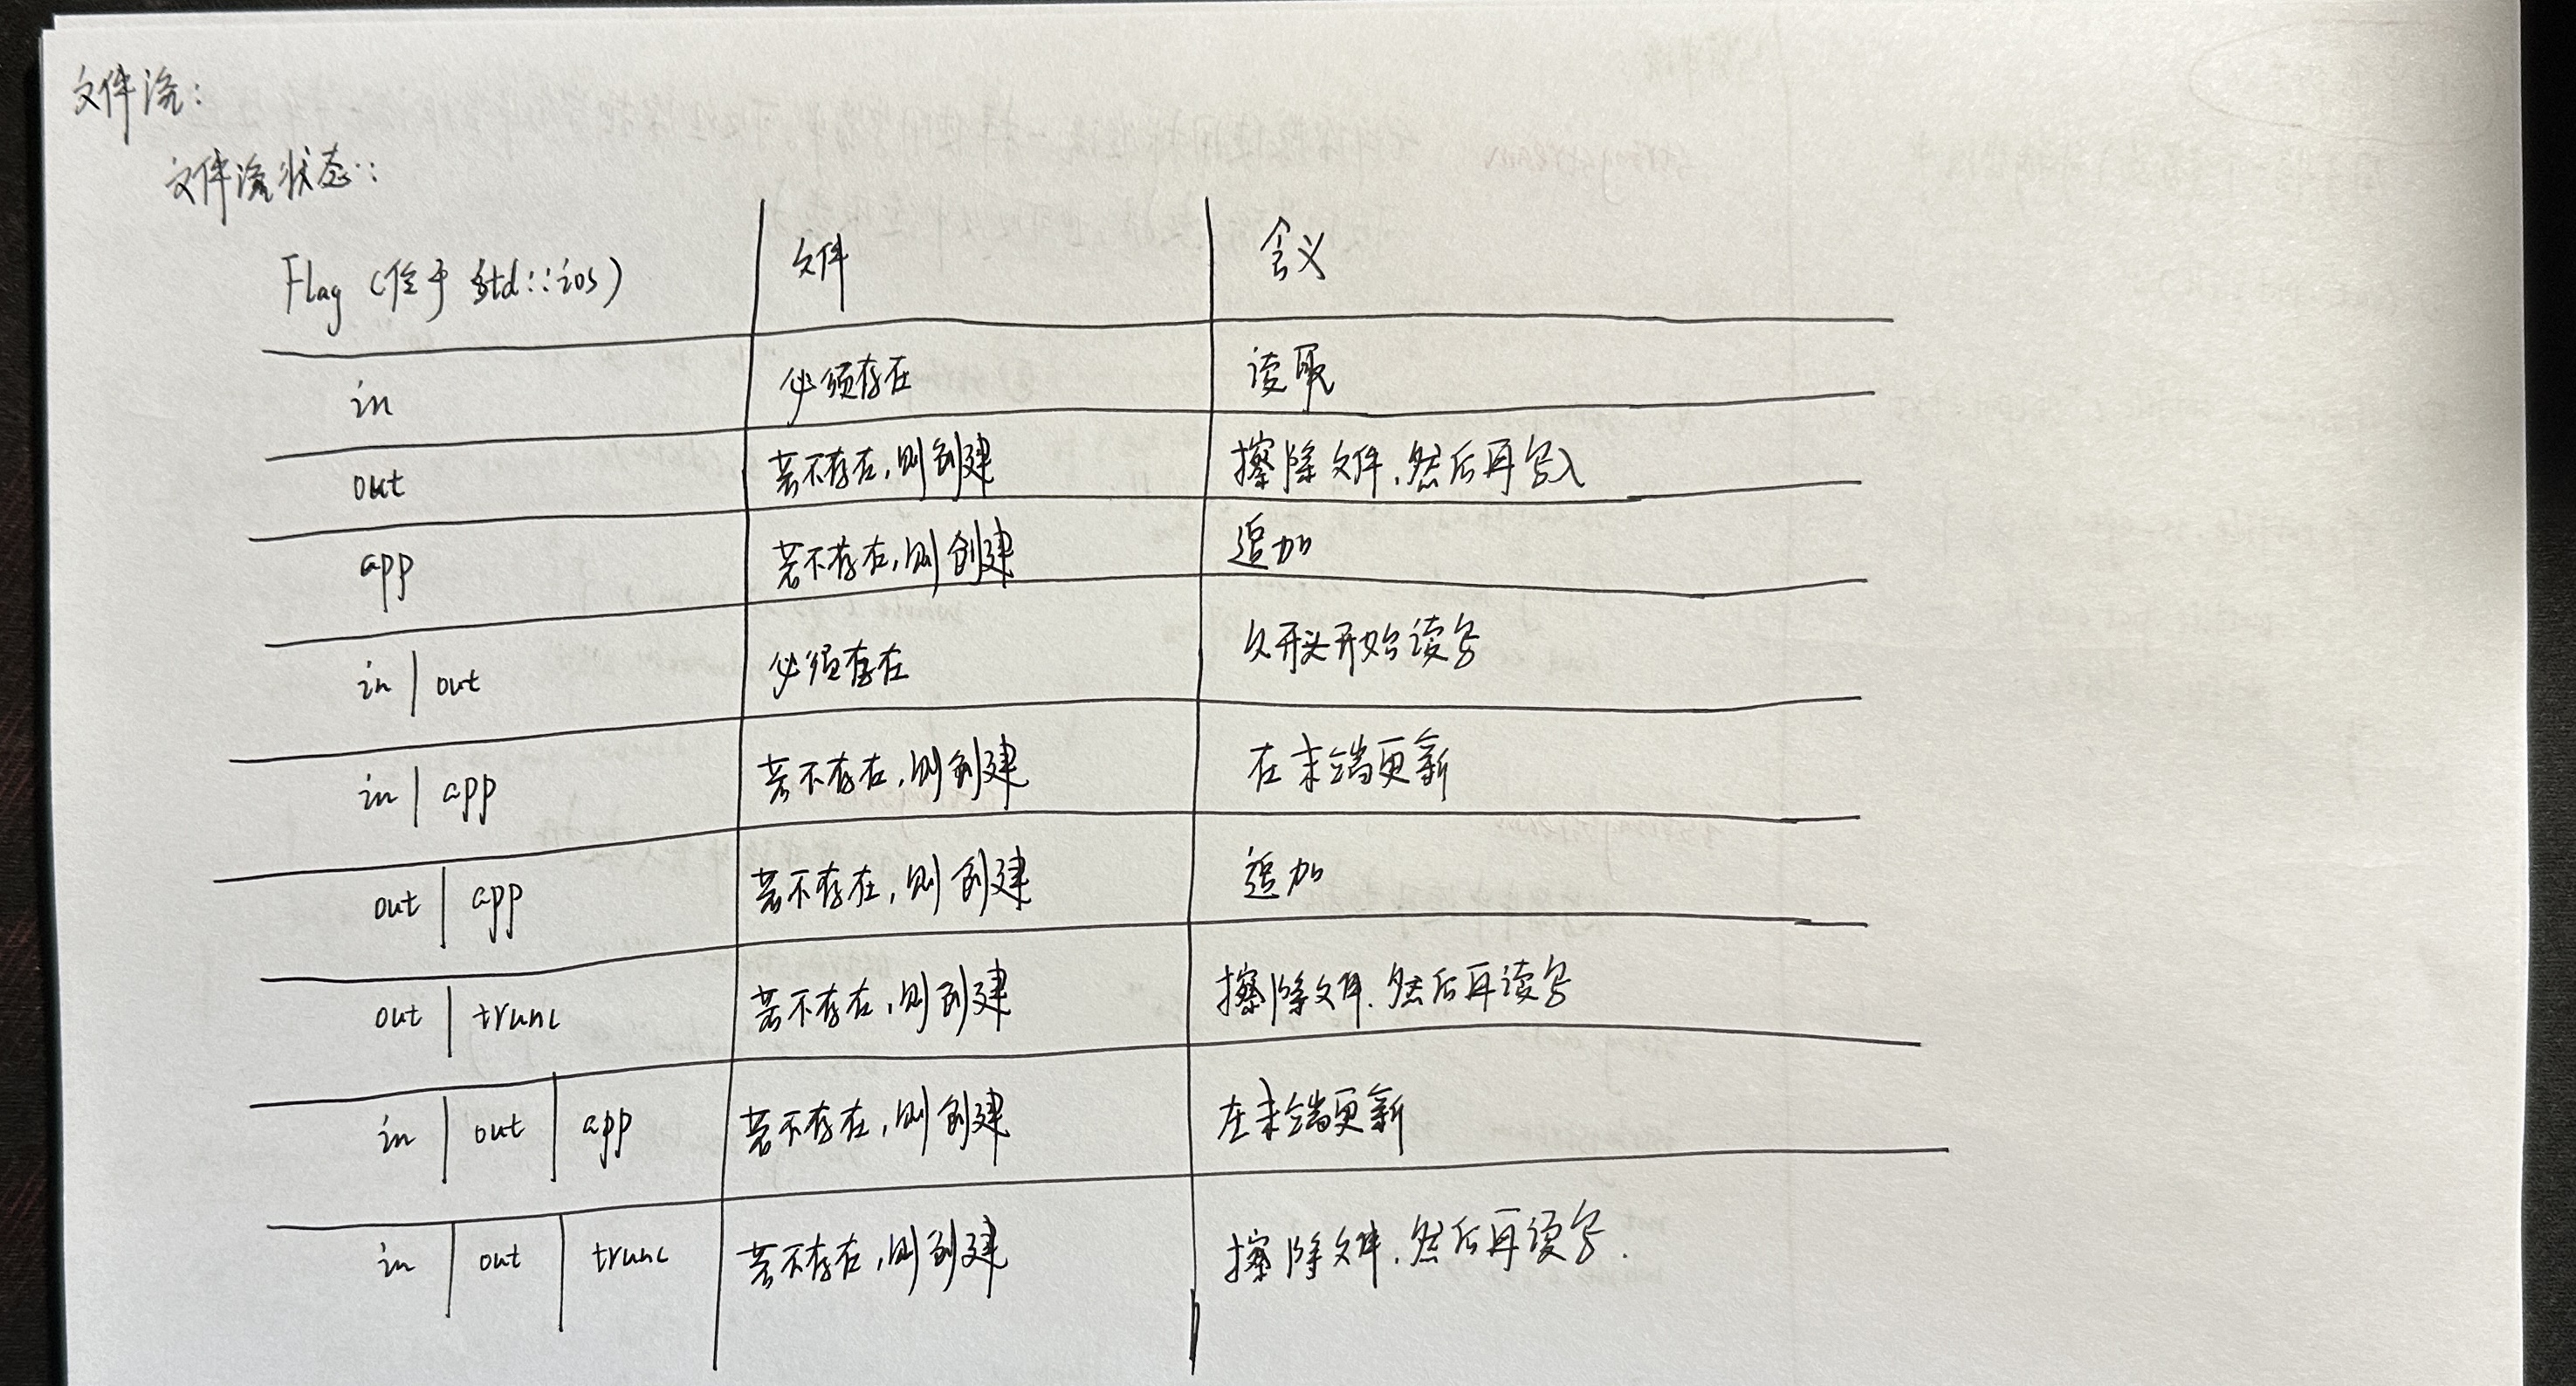 文件流：
文件流状态：
Flag (位于 std::ios) 文件 含义
in 必须存在 读取
out 若不存在，则创建 擦除文件，然后再写入
app 若不存在，则创建 追加
in | out 必须存在 从开头开始读写
in | app 若不存在，则创建 在末端更新
out | app 若不存在，则创建 追加
out | trunc 若不存在，则创建 擦除文件，然后再读写
in | out | app 若不存在，则创建 在末端更新
in | out | trunc 若不存在，则创建 擦除文件，然后再读写.